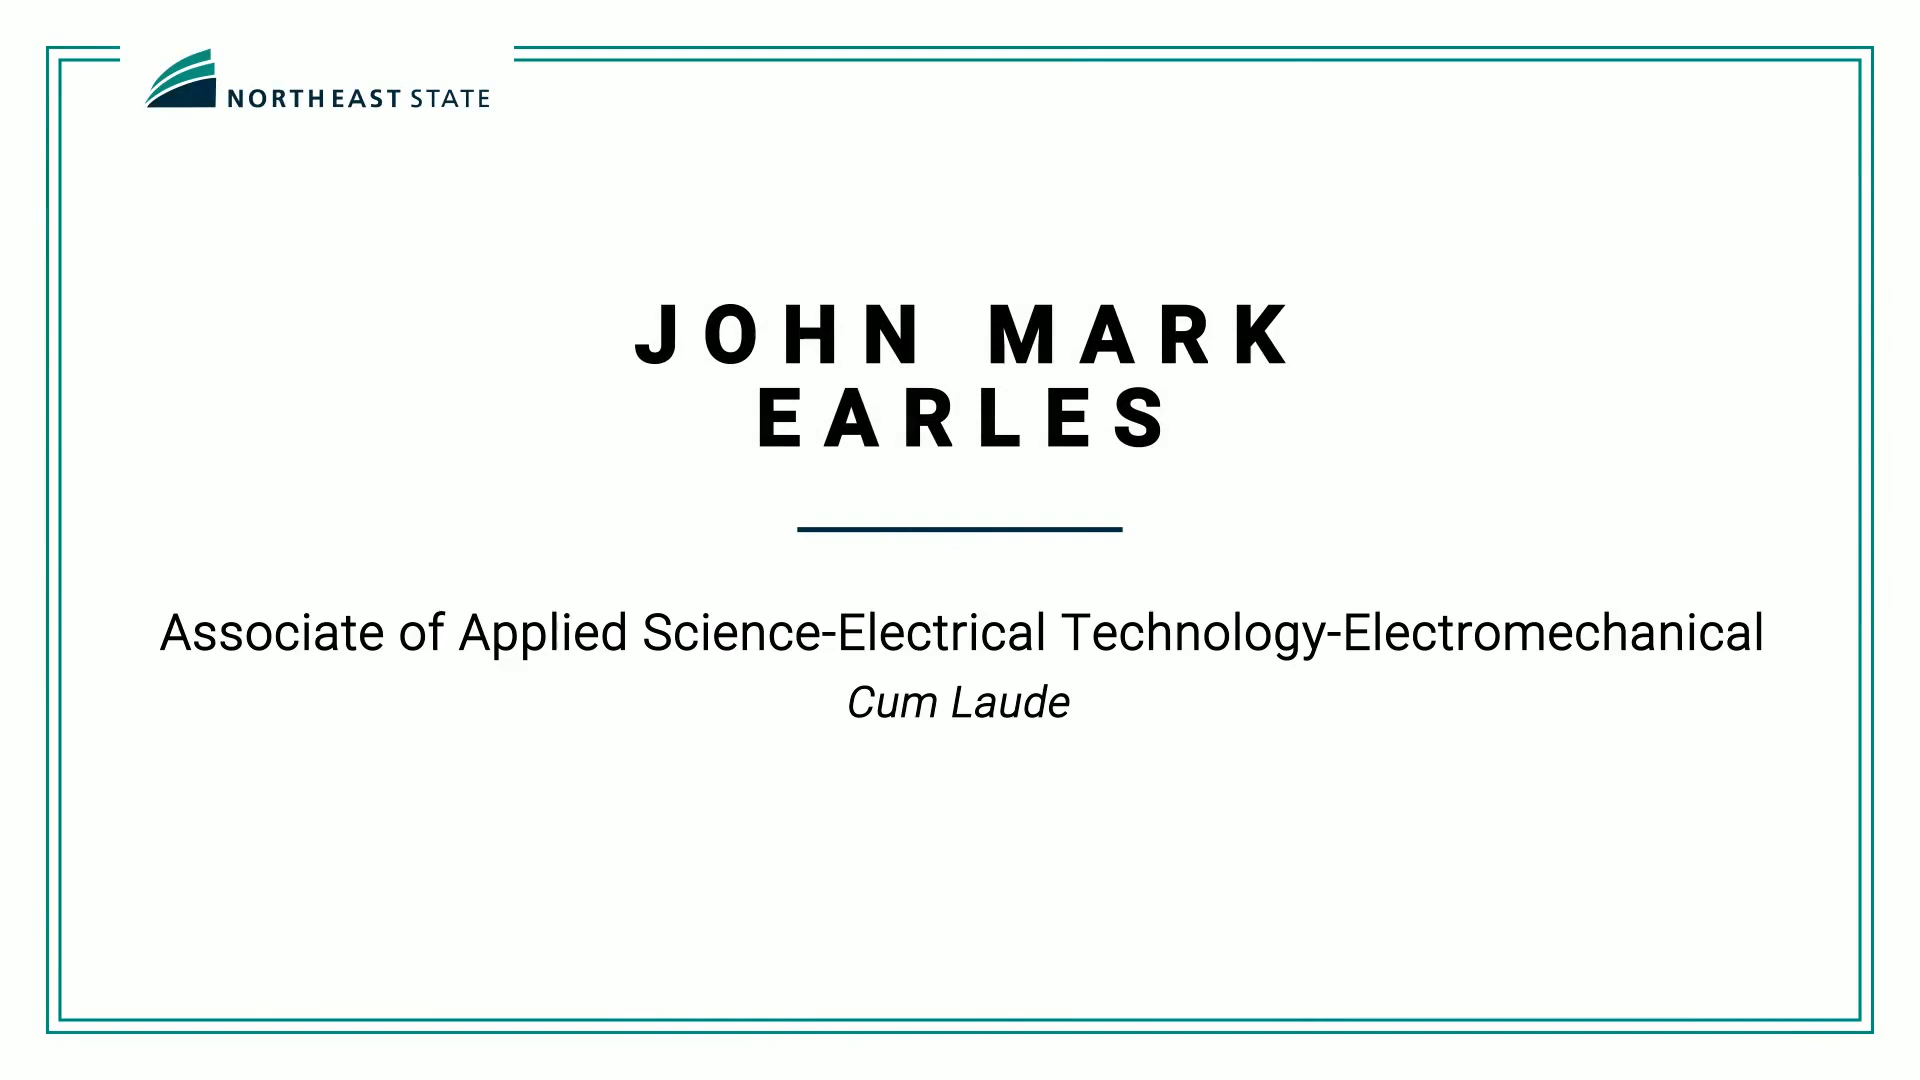 NORTHEAST STATE
JOHN MARK
EARLES
Associate of Applied Science-Electrical Technology-Electromechanical
Cum Laude